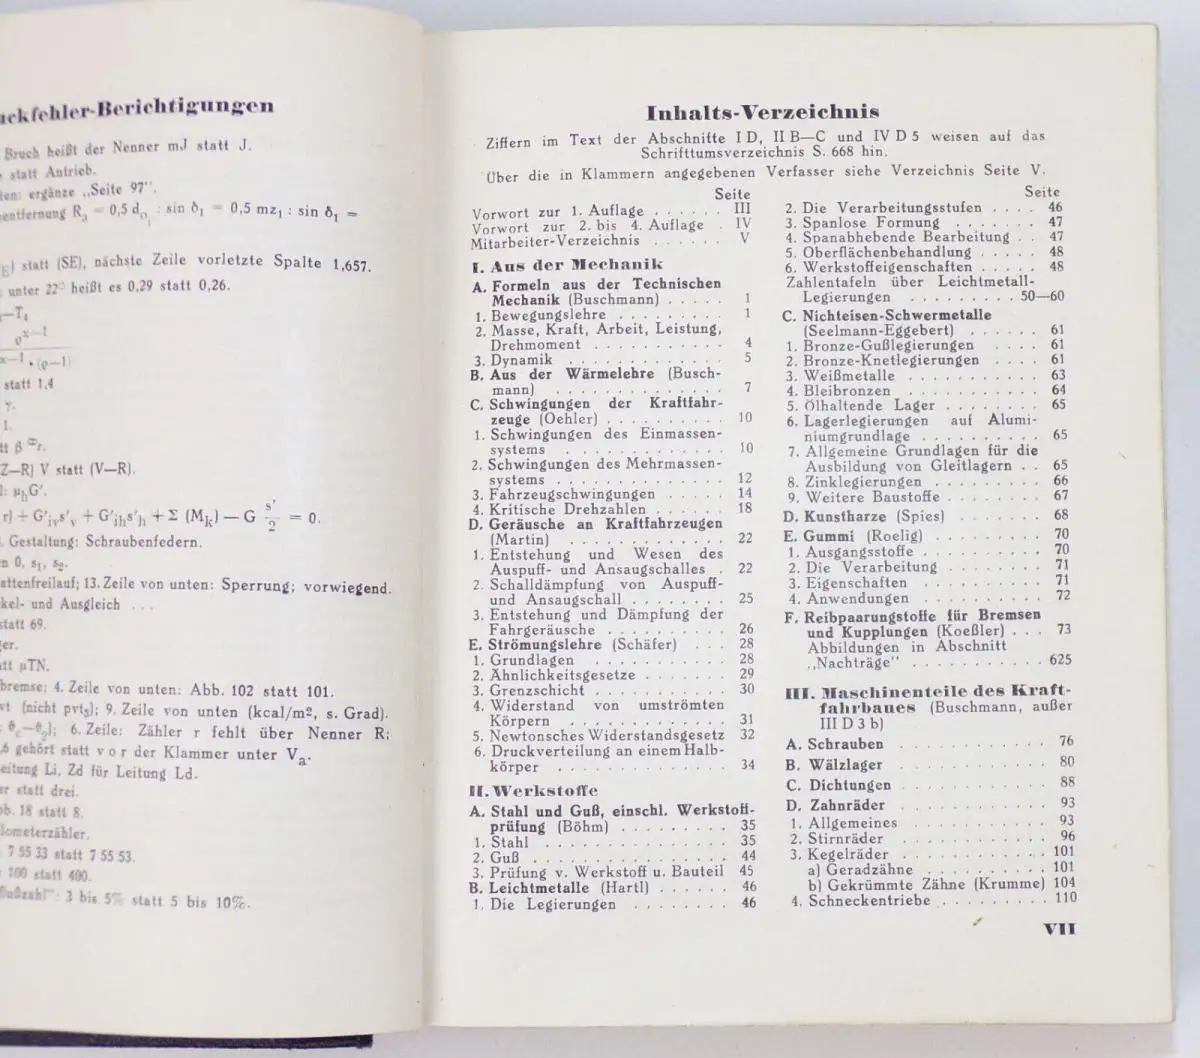 Berichtigungen
Bruch heißt der Nenner mJ statt J.
statt Antrieb.
ergänze „Seite 97".
R_a = 0,5 d_o₁ : sin δ₁ = 0,5 mz₁ : sin δ₁ =
statt (SE), nächste Zeile vorletzte Spalte 1,657.
unter 22° heißt es 0,29 statt 0,26.
statt 1,4
(Z—R) V statt (V—R).
μ_h G'.
+ G'_iv s'_v + G'_ih s'_h + Σ (M_k) — G s'/2 = 0.
Gestaltung: Schraubenfedern.
0, s₁, s₂.
13. Zeile von unten: Sperrung; vorwiegend.
und Ausgleich ...
statt 69.
μTN.
4. Zeile von unten: Abb. 102 statt 101.
(nicht pvt₅); 9. Zeile von unten (kcal/m², s. Grad).
6. Zeile: Zähler r fehlt über Nenner R;
gehört statt vor der Klammer unter V_a.
Li, Zd für Leitung Ld.
statt drei.
18 statt 8.
7 55 33 statt 7 55 53.
100 statt 400.
3 bis 5% statt 5 bis 10%.
Inhalts-Verzeichnis
Ziffern im Text der Abschnitte I D, II B—C und IV D 5 weisen auf das
Schrifttumsverzeichnis S. 668 hin.
Über die in Klammern angegebenen Verfasser siehe Verzeichnis Seite V.
Seite
Vorwort zur 1. Auflage . . . . . . III
Vorwort zur 2. bis 4. Auflage . IV
Mitarbeiter-Verzeichnis . . . . . . V
I. Aus der Mechanik
A. Formeln aus der Technischen
Mechanik (Buschmann) . . . . . 1
1. Bewegungslehre . . . . . . . . . 1
2. Masse, Kraft, Arbeit, Leistung,
Drehmoment . . . . . . . . . . . 4
3. Dynamik . . . . . . . . . . . . . 5
B. Aus der Wärmelehre (Busch-
mann) . . . . . . . . . . . . . . 7
C. Schwingungen der Kraftfahr-
zeuge (Oehler) . . . . . . . . . . 10
1. Schwingungen des Einmassen-
systems . . . . . . . . . . . . . 10
2. Schwingungen des Mehrmassen-
systems . . . . . . . . . . . . . 12
3. Fahrzeugschwingungen . . . . . 14
4. Kritische Drehzahlen . . . . . . 18
D. Geräusche an Kraftfahrzeugen
(Martin) . . . . . . . . . . . . . 22
1. Entstehung und Wesen des
Auspuff- und Ansaugschalles . 22
2. Schalldämpfung von Auspuff-
und Ansaugschall . . . . . . . . 25
3. Entstehung und Dämpfung der
Fahrgeräusche . . . . . . . . . . 26
E. Strömungslehre (Schäfer) . . . 28
1. Grundlagen . . . . . . . . . . . 28
2. Ähnlichkeitsgesetze . . . . . . . 29
3. Grenzschicht . . . . . . . . . . . 30
4. Widerstand von umströmten
Körpern . . . . . . . . . . . . . 31
5. Newtonsches Widerstandsgesetz 32
6. Druckverteilung an einem Halb-
körper . . . . . . . . . . . . . . 34
II. Werkstoffe
A. Stahl und Guß, einschl. Werkstoff-
prüfung (Böhm) . . . . . . . . . 35
1. Stahl . . . . . . . . . . . . . . . 35
2. Guß . . . . . . . . . . . . . . . . 44
3. Prüfung v. Werkstoff u. Bauteil 45
B. Leichtmetalle (Hartl) . . . . . . 46
1. Die Legierungen . . . . . . . . 46
Seite
2. Die Verarbeitungsstufen . . . . 46
3. Spanlose Formung . . . . . . . 47
4. Spanabhebende Bearbeitung . . 47
5. Oberflächenbehandlung . . . . . 48
6. Werkstoffeigenschaften . . . . . 48
Zahlentafeln über Leichtmetall-
Legierungen . . . . . . . . . 50—60
C. Nichteisen-Schwermetalle
(Seelmann-Eggebert) . . . . . . 61
1. Bronze-Gußlegierungen . . . . 61
2. Bronze-Knetlegierungen . . . . 61
3. Weißmetalle . . . . . . . . . . . 63
4. Bleibronzen . . . . . . . . . . . 64
5. Ölhaltende Lager . . . . . . . . 65
6. Lagerlegierungen auf Alumi-
niumgrundlage . . . . . . . . . . 65
7. Allgemeine Grundlagen für die
Ausbildung von Gleitlagern . . 65
8. Zinklegierungen . . . . . . . . . 66
9. Weitere Baustoffe . . . . . . . . 67
D. Kunstharze (Spies) . . . . . . . 68
E. Gummi (Roelig) . . . . . . . . . 70
1. Ausgangsstoffe . . . . . . . . . . 70
2. Die Verarbeitung . . . . . . . . 71
3. Eigenschaften . . . . . . . . . . 71
4. Anwendungen . . . . . . . . . . 72
F. Reibpaarungstoffe für Bremsen
und Kupplungen (Koeßler) . . . 73
Abbildungen in Abschnitt
„Nachträge" . . . . . . . . . . . 625
III. Maschinenteile des Kraft-
fahrbaues (Buschmann, außer
III D 3 b)
A. Schrauben . . . . . . . . . . . . 76
B. Wälzlager . . . . . . . . . . . . 80
C. Dichtungen . . . . . . . . . . . . 88
D. Zahnräder . . . . . . . . . . . . 93
1. Allgemeines . . . . . . . . . . . 93
2. Stirnräder . . . . . . . . . . . . 96
3. Kegelräder . . . . . . . . . . . . 101
a) Geradzähne . . . . . . . . . . 101
b) Gekrümmte Zähne (Krumme) 104
4. Schneckentriebe . . . . . . . . . 110
VII